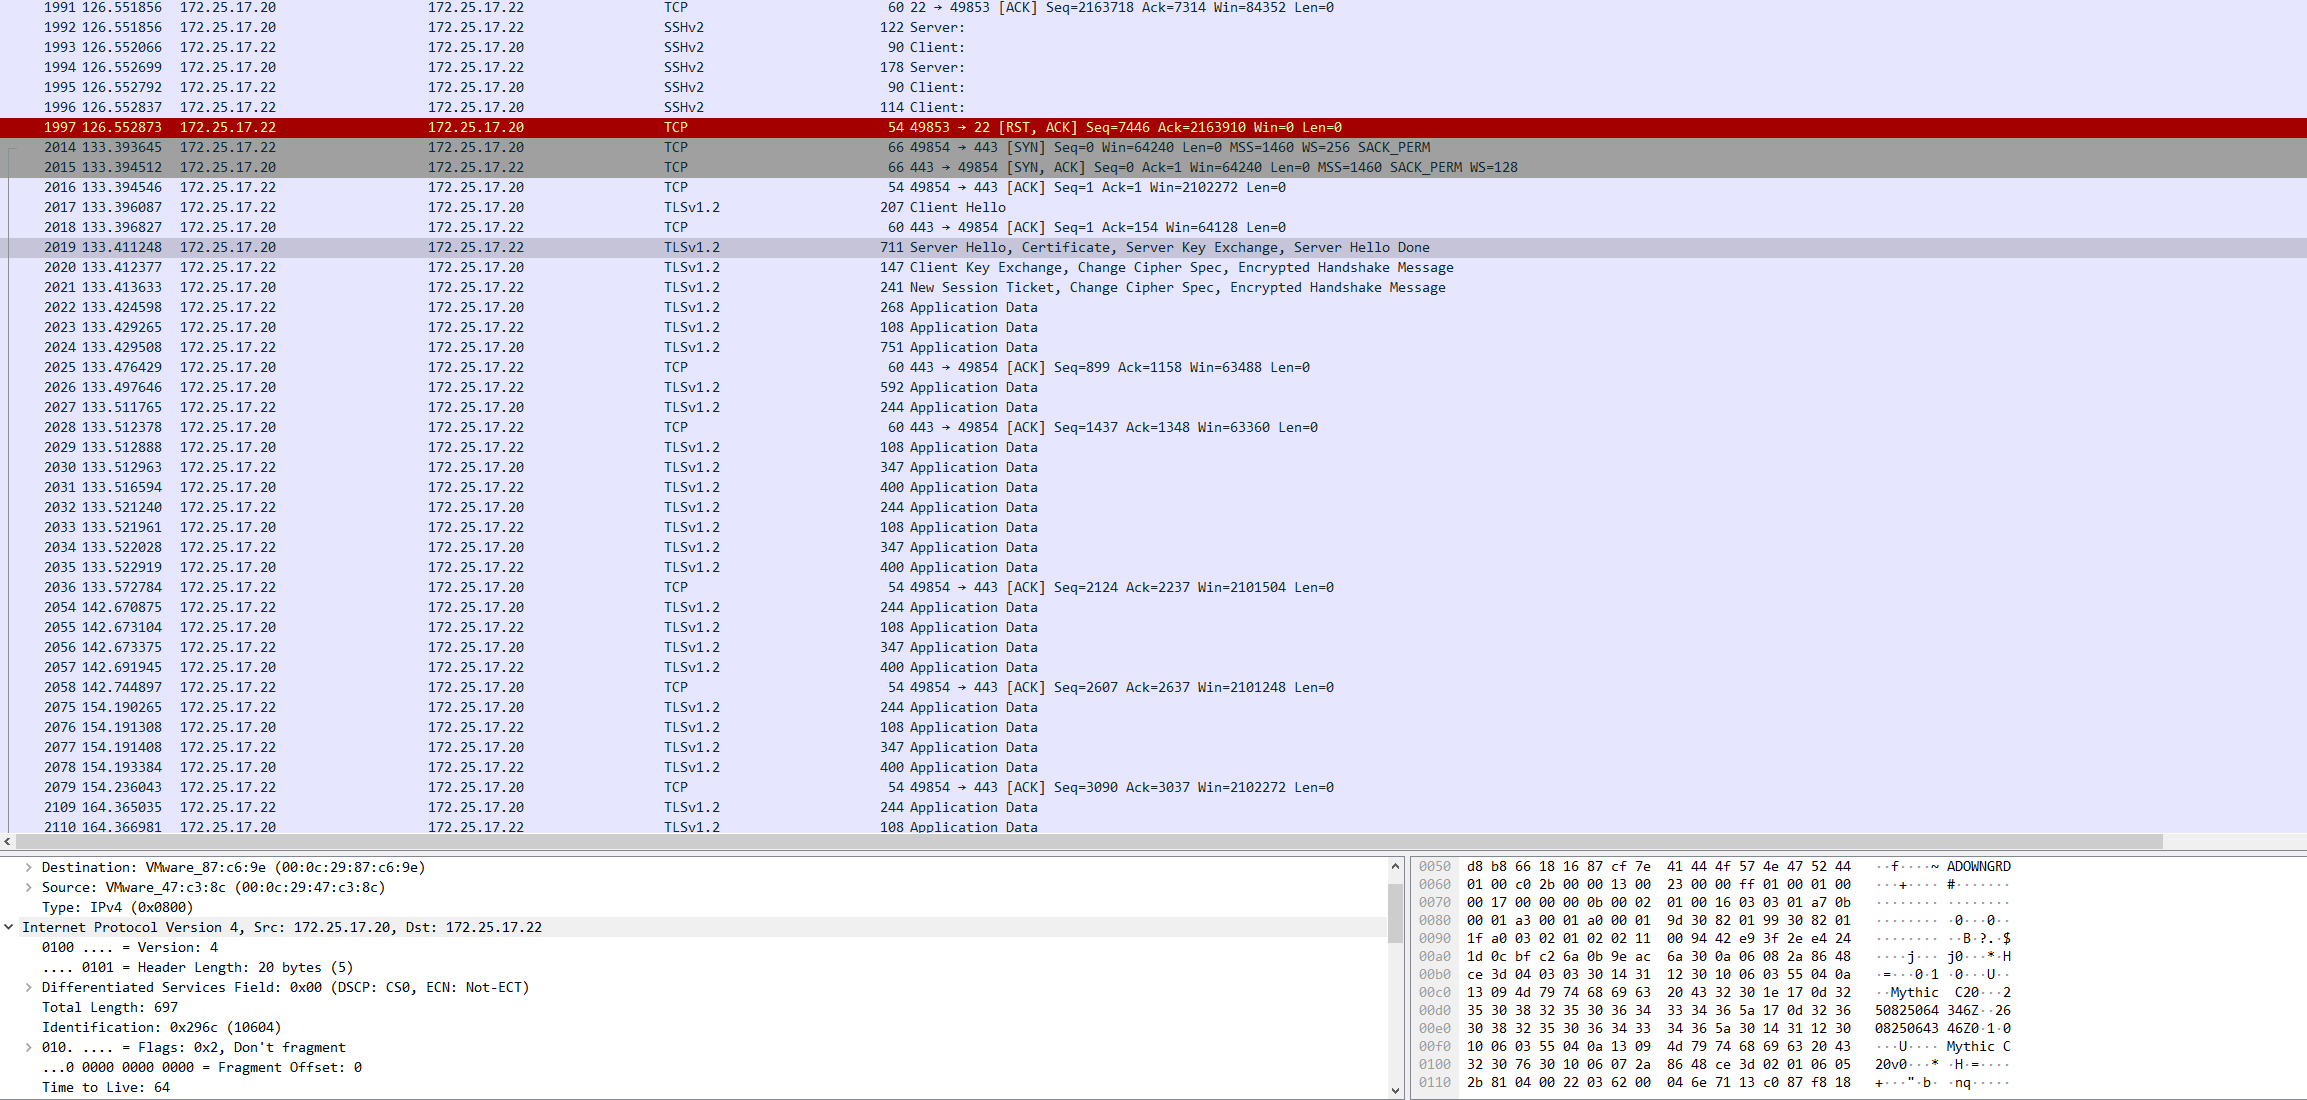 1991 126.551856 172.25.17.20 172.25.17.22 TCP 60 22 → 49853 [ACK] Seq=2163718 Ack=7314 Win=84352 Len=0
1992 126.551856 172.25.17.20 172.25.17.22 SSHv2 122 Server:
1993 126.552066 172.25.17.22 172.25.17.20 SSHv2 90 Client:
1994 126.552699 172.25.17.20 172.25.17.22 SSHv2 178 Server:
1995 126.552792 172.25.17.22 172.25.17.20 SSHv2 90 Client:
1996 126.552837 172.25.17.22 172.25.17.20 SSHv2 114 Client:
1997 126.552873 172.25.17.22 172.25.17.20 TCP 54 49853 → 22 [RST, ACK] Seq=7446 Ack=2163910 Win=0 Len=0
2014 133.393645 172.25.17.22 172.25.17.20 TCP 66 49854 → 443 [SYN] Seq=0 Win=64240 Len=0 MSS=1460 WS=256 SACK_PERM
2015 133.394512 172.25.17.20 172.25.17.22 TCP 66 443 → 49854 [SYN, ACK] Seq=0 Ack=1 Win=64240 Len=0 MSS=1460 SACK_PERM WS=128
2016 133.394546 172.25.17.22 172.25.17.20 TCP 54 49854 → 443 [ACK] Seq=1 Ack=1 Win=2102272 Len=0
2017 133.396087 172.25.17.22 172.25.17.20 TLSv1.2 207 Client Hello
2018 133.396827 172.25.17.20 172.25.17.22 TCP 60 443 → 49854 [ACK] Seq=1 Ack=154 Win=64128 Len=0
2019 133.411248 172.25.17.20 172.25.17.22 TLSv1.2 711 Server Hello, Certificate, Server Key Exchange, Server Hello Done
2020 133.412377 172.25.17.22 172.25.17.20 TLSv1.2 147 Client Key Exchange, Change Cipher Spec, Encrypted Handshake Message
2021 133.413633 172.25.17.20 172.25.17.22 TLSv1.2 241 New Session Ticket, Change Cipher Spec, Encrypted Handshake Message
2022 133.424598 172.25.17.22 172.25.17.20 TLSv1.2 268 Application Data
2023 133.429265 172.25.17.20 172.25.17.22 TLSv1.2 108 Application Data
2024 133.429508 172.25.17.22 172.25.17.20 TLSv1.2 751 Application Data
2025 133.476429 172.25.17.20 172.25.17.22 TCP 60 443 → 49854 [ACK] Seq=899 Ack=1158 Win=63488 Len=0
2026 133.497646 172.25.17.20 172.25.17.22 TLSv1.2 592 Application Data
2027 133.511765 172.25.17.22 172.25.17.20 TLSv1.2 244 Application Data
2028 133.512378 172.25.17.20 172.25.17.22 TCP 60 443 → 49854 [ACK] Seq=1437 Ack=1348 Win=63360 Len=0
2029 133.512888 172.25.17.20 172.25.17.22 TLSv1.2 108 Application Data
2030 133.512963 172.25.17.22 172.25.17.20 TLSv1.2 347 Application Data
2031 133.516594 172.25.17.20 172.25.17.22 TLSv1.2 400 Application Data
2032 133.521240 172.25.17.22 172.25.17.20 TLSv1.2 244 Application Data
2033 133.521961 172.25.17.20 172.25.17.22 TLSv1.2 108 Application Data
2034 133.522028 172.25.17.22 172.25.17.20 TLSv1.2 347 Application Data
2035 133.522919 172.25.17.20 172.25.17.22 TLSv1.2 400 Application Data
2036 133.572784 172.25.17.22 172.25.17.20 TCP 54 49854 → 443 [ACK] Seq=2124 Ack=2237 Win=2101504 Len=0
2054 142.670875 172.25.17.22 172.25.17.20 TLSv1.2 244 Application Data
2055 142.673104 172.25.17.20 172.25.17.22 TLSv1.2 108 Application Data
2056 142.673375 172.25.17.22 172.25.17.20 TLSv1.2 347 Application Data
2057 142.691945 172.25.17.20 172.25.17.22 TLSv1.2 400 Application Data
2058 142.744897 172.25.17.22 172.25.17.20 TCP 54 49854 → 443 [ACK] Seq=2607 Ack=2637 Win=2101248 Len=0
2075 154.190265 172.25.17.22 172.25.17.20 TLSv1.2 244 Application Data
2076 154.191308 172.25.17.20 172.25.17.22 TLSv1.2 108 Application Data
2077 154.191408 172.25.17.22 172.25.17.20 TLSv1.2 347 Application Data
2078 154.193384 172.25.17.20 172.25.17.22 TLSv1.2 400 Application Data
2079 154.236043 172.25.17.22 172.25.17.20 TCP 54 49854 → 443 [ACK] Seq=3090 Ack=3037 Win=2102272 Len=0
2109 164.365035 172.25.17.22 172.25.17.20 TLSv1.2 244 Application Data
2110 164.366981 172.25.17.20 172.25.17.22 TLSv1.2 108 Application Data
Destination: VMware_87:c6:9e (00:0c:29:87:c6:9e)
Source: VMware_47:c3:8c (00:0c:29:47:c3:8c)
Type: IPv4 (0x0800)
Internet Protocol Version 4, Src: 172.25.17.20, Dst: 172.25.17.22
0100 .... = Version: 4
.... 0101 = Header Length: 20 bytes (5)
Differentiated Services Field: 0x00 (DSCP: CS0, ECN: Not-ECT)
Total Length: 697
Identification: 0x296c (10604)
010. .... = Flags: 0x2, Don't fragment
...0 0000 0000 0000 = Fragment Offset: 0
Time to Live: 64
0050 d8 b8 66 18 16 87 cf 7e 41 44 4f 57 4e 47 52 44 ··f····~ ADOWNGRD
0060 01 00 c0 2b 00 00 13 00 23 00 00 ff 01 00 01 00 ···+···· #·······
0070 00 17 00 00 00 0b 00 02 01 00 16 03 03 01 a7 0b ········ ········
0080 00 01 a3 00 01 a0 00 01 9d 30 82 01 99 30 82 01 ········ ·0···0··
0090 1f a0 03 02 01 02 02 11 00 94 42 e9 3f 2e e4 24 ········ ··B·?.·$
00a0 1d 0c bf c2 6a 0b 9e ac 6a 30 0a 06 08 2a 86 48 ····j··· j0···*·H
00b0 ce 3d 04 03 03 30 14 31 12 30 10 06 03 55 04 0a ·=···0·1 ·0···U··
00c0 13 09 4d 79 74 68 69 63 20 43 32 30 1e 17 0d 32 ··Mythic C20···2
00d0 35 30 38 32 35 30 36 34 33 34 36 5a 17 0d 32 36 50825064 346Z··26
00e0 30 38 32 35 30 36 34 33 34 36 5a 30 14 31 12 30 08250643 46Z0·1·0
00f0 10 06 03 55 04 0a 13 09 4d 79 74 68 69 63 20 43 ···U···· Mythic C
0100 32 30 76 30 10 06 07 2a 86 48 ce 3d 02 01 06 05 20v0···* ·H·=····
0110 2b 81 04 00 22 03 62 00 04 6e 71 13 c0 87 f8 18 +···"·b· ·nq·····